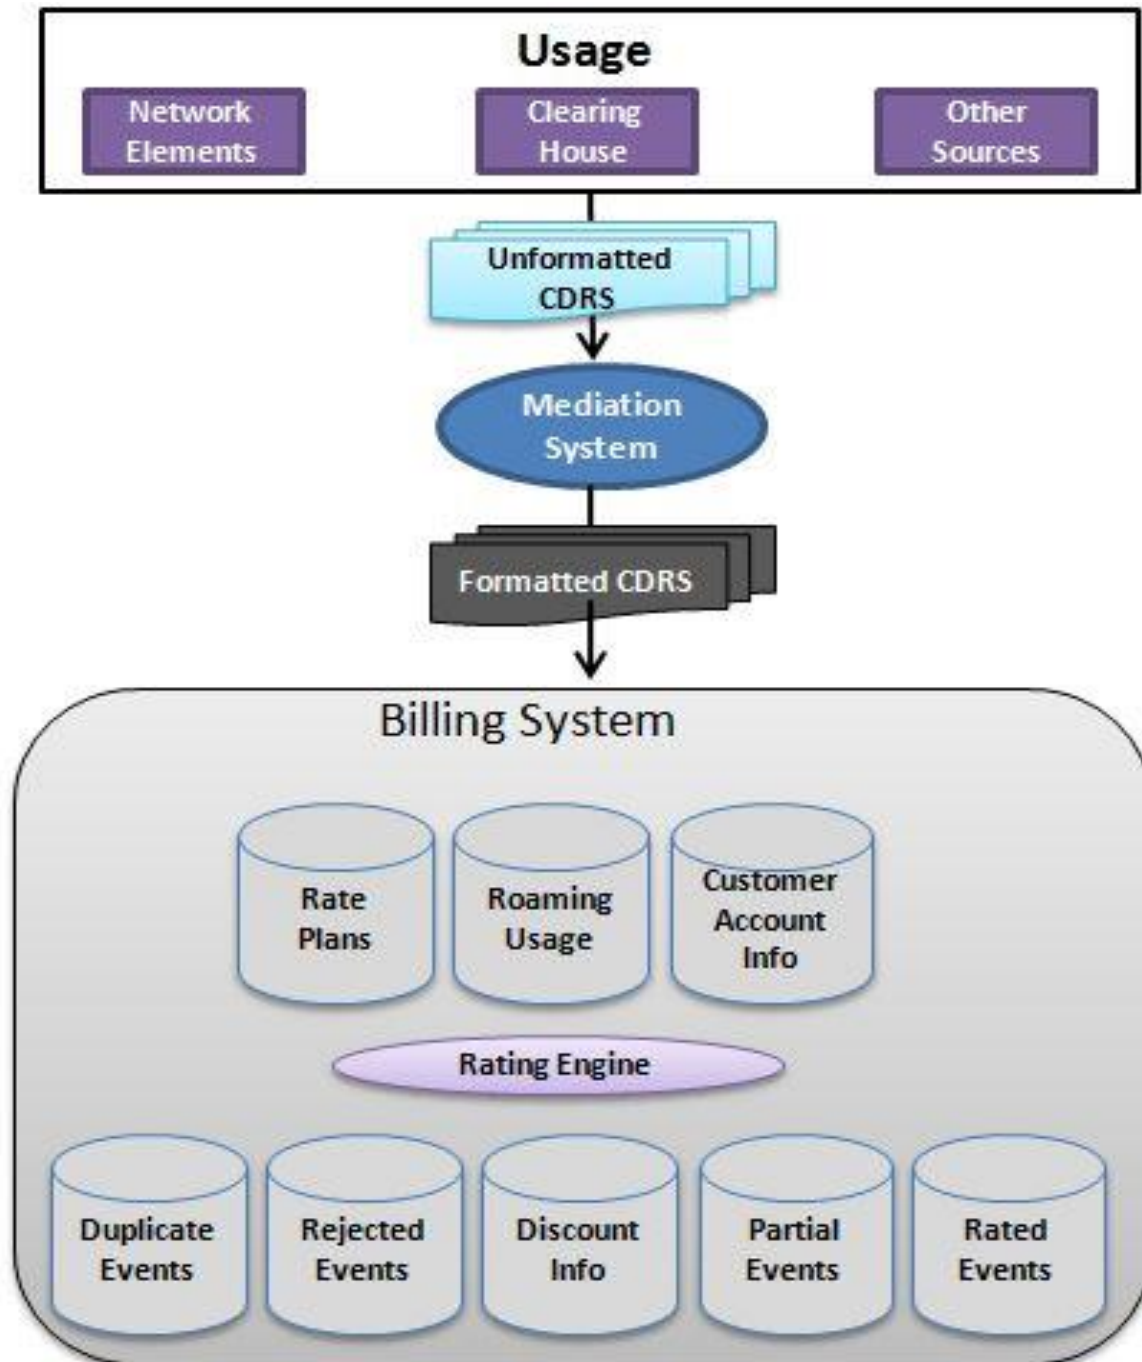 Usage
Network
Elements
Clearing
House
Other
Sources
Unformatted
CDRS
Mediation
System
Formatted CDRS
Billing System
Rate
Plans
Roaming
Usage
Customer
Account
Info
Rating Engine
Duplicate
Events
Rejected
Events
Discount
Info
Partial
Events
Rated
Events